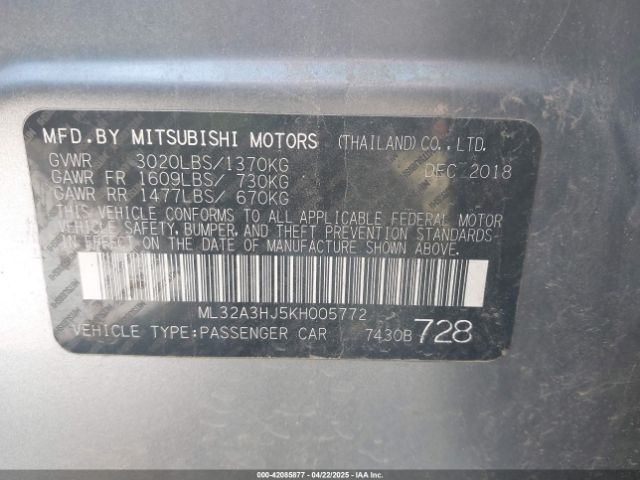 MFD.BY MITSUBISHI MOTORS (THAILAND)CO.,LTD.
GVWR 3020LBS/1370KG DEC 2018
GAWR FR 1609LBS/ 730KG
GAWR RR 1477LBS/ 670KG
THIS VEHICLE CONFORMS TO ALL APPLICABLE FEDERAL MOTOR
VEHICLE SAFETY, BUMPER, AND THEFT PREVENTION STANDARDS
IN EFFECT ON THE DATE OF MANUFACTURE SHOWN ABOVE.
ML32A3HJ5KH005772
VEHICLE TYPE:PASSENGER CAR 7430B 728
000-42085877 - 04/22/2025 - IAAI.COM